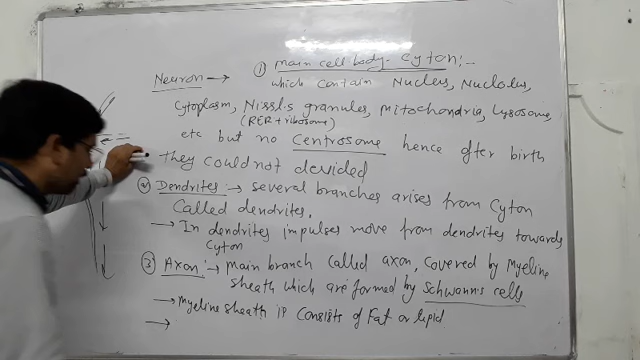 ① Main cell body - Cyton :-
Neuron → which contain Nucleus, Nuclolus,
Cytoplasm, Nissl.s granules, Mitochondria, Lysosome,
(RER + ribosome)
etc but no Centrosome hence after birth
they could not devided
② Dendrites :→ several branches arises from Cyton
called dendrites.
→ In dendrites impulses move from dendrites towards
Cyton
③ Axon :→ main branch called axon, covered by Myeline
sheath which are formed by Schwann's cells
→ Myeline sheath is consists of Fat or lipid
→